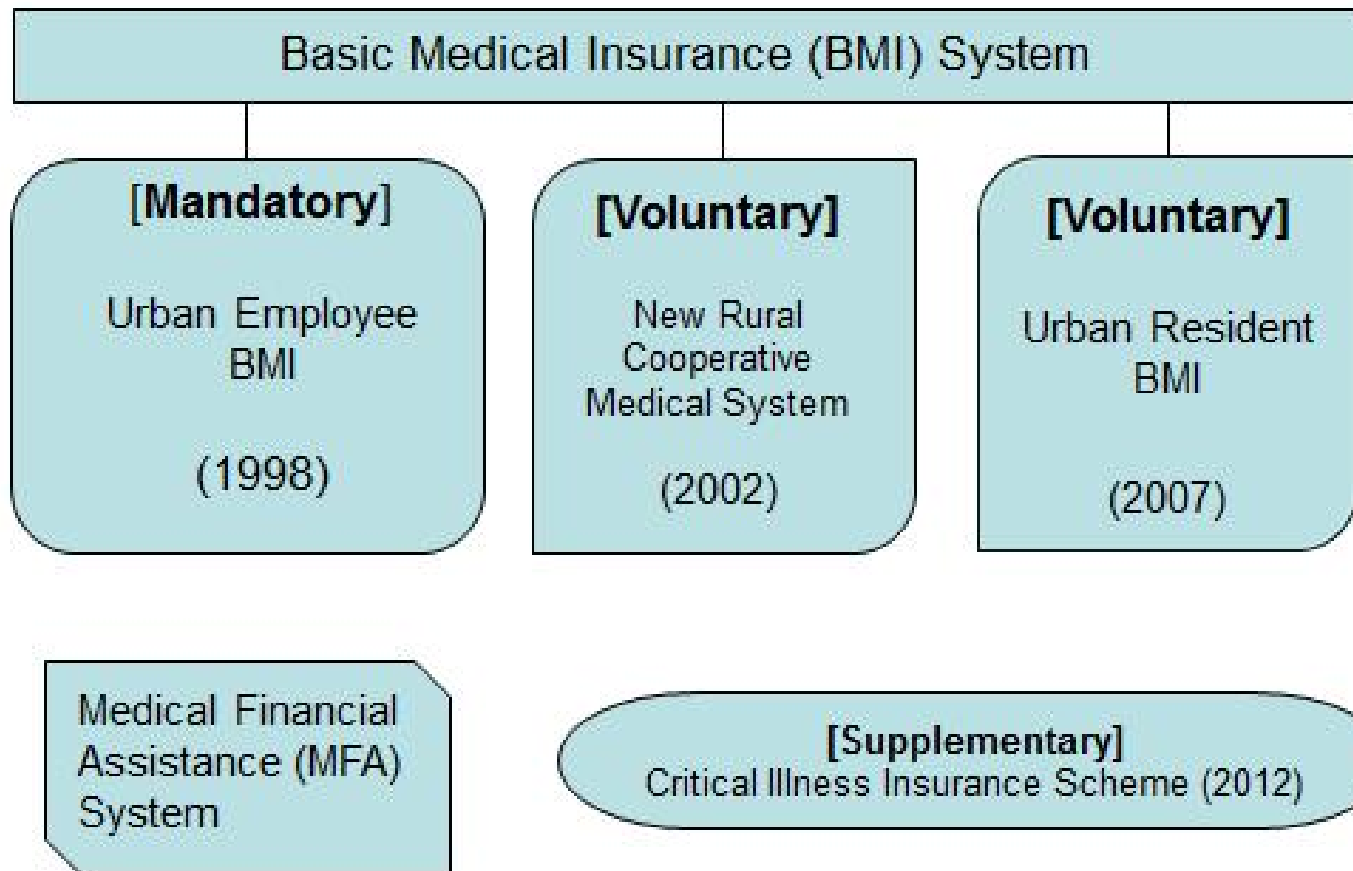 Basic Medical Insurance (BMI) System
[Mandatory]
Urban Employee
BMI
(1998)
[Voluntary]
New Rural
Cooperative
Medical System
(2002)
[Voluntary]
Urban Resident
BMI
(2007)
Medical Financial
Assistance (MFA)
System
[Supplementary]
Critical Illness Insurance Scheme (2012)